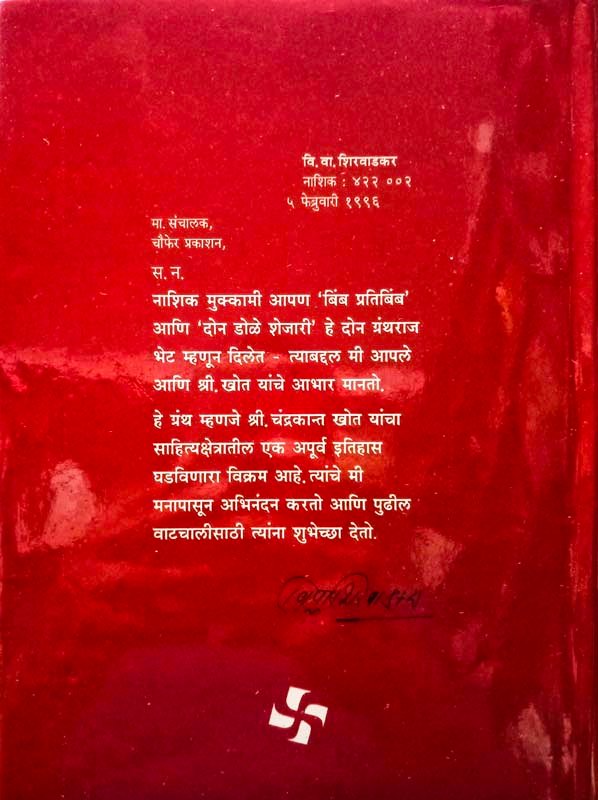 वि. वा. शिरवाडकर
नाशिक : ४२२ ००२
५ फेब्रुवारी १९९६
मा. संचालक,
चौफेर प्रकाशन,
स. न.
नाशिक मुक्कामी आपण ‘बिंब प्रतिबिंब’
आणि ‘दोन डोळे शेजारी’ हे दोन ग्रंथराज
भेट म्हणून दिलेत - त्याबद्दल मी आपले
आणि श्री. खोत यांचे आभार मानतो.
हे ग्रंथ म्हणजे श्री. चंद्रकान्त खोत यांचा
साहित्यक्षेत्रातील एक अपूर्व इतिहास
घडविणारा विक्रम आहे. त्यांचे मी
मनापासून अभिनंदन करतो आणि पुढील
वाटचालीसाठी त्यांना शुभेच्छा देतो.